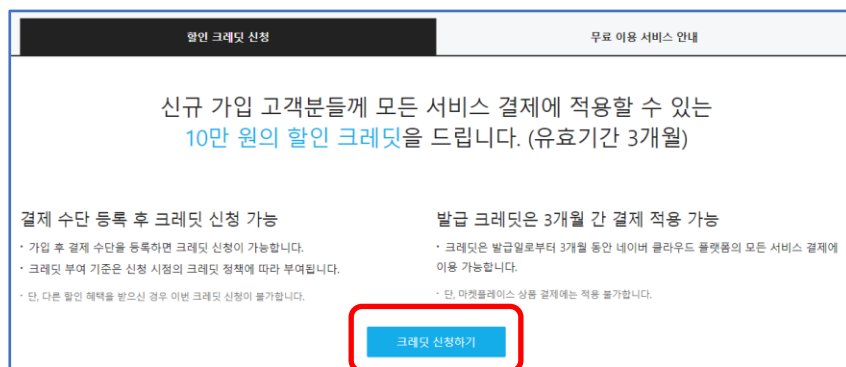 할인 크레딧 신청
무료 이용 서비스 안내
신규 가입 고객분들께 모든 서비스 결제에 적용할 수 있는
10만 원의 할인 크레딧을 드립니다. (유효기간 3개월)
결제 수단 등록 후 크레딧 신청 가능
· 가입 후 결제 수단을 등록하면 크레딧 신청이 가능합니다.
· 크레딧 부여 기준은 신청 시점의 크레딧 정책에 따라 부여됩니다.
· 단, 다른 할인 혜택을 받으신 경우 이번 크레딧 신청이 불가합니다.
발급 크레딧은 3개월 간 결제 적용 가능
· 크레딧은 발급일로부터 3개월 동안 네이버 클라우드 플랫폼의 모든 서비스 결제에
이용 가능합니다.
· 단, 마켓플레이스 상품 결제에는 적용 불가합니다.
크레딧 신청하기